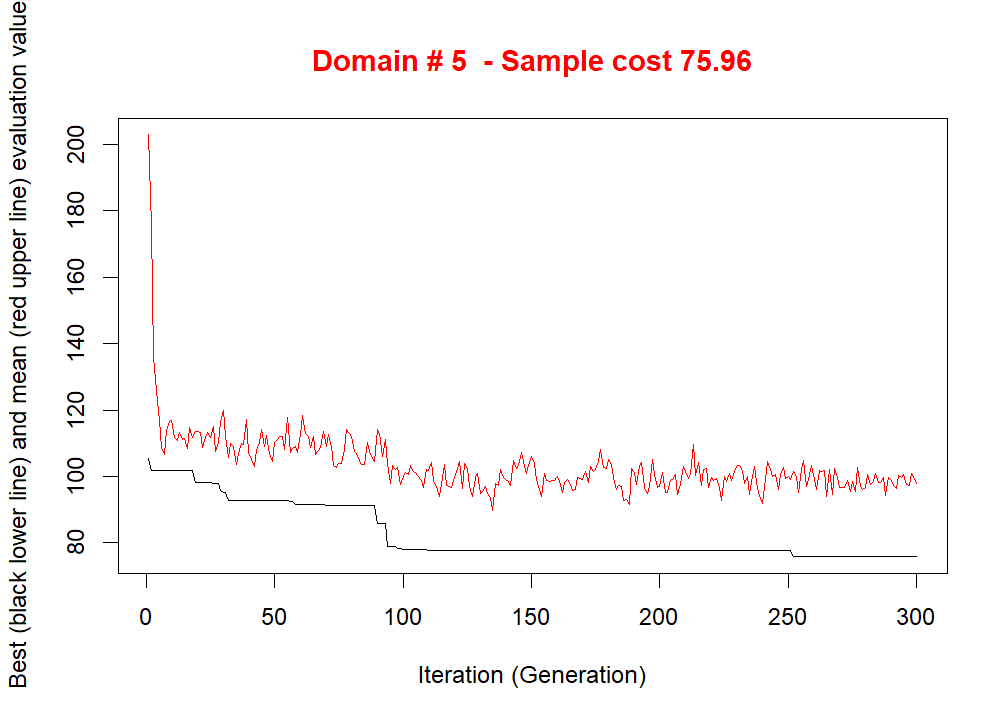 Domain # 5  - Sample cost 75.96
Best (black lower line) and mean (red upper line) evaluation value
200
180
160
140
120
100
80
0 50 100 150 200 250 300
Iteration (Generation)